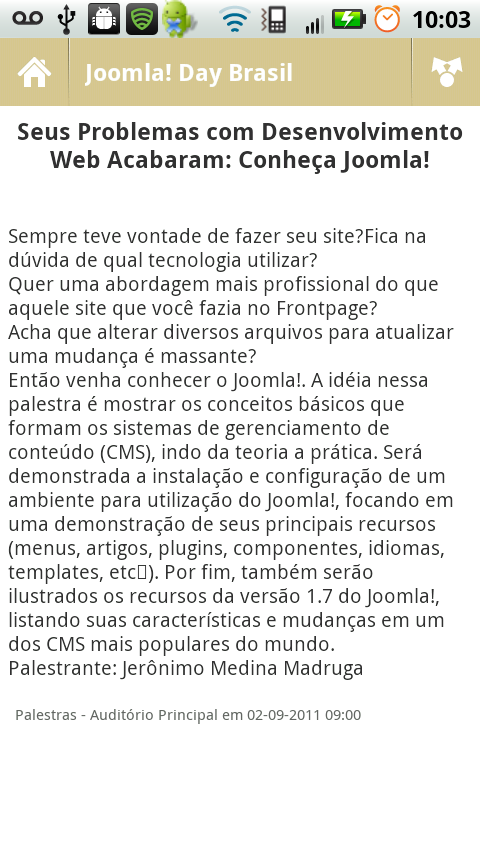 10:03
Joomla! Day Brasil
Seus Problemas com Desenvolvimento
Web Acabaram: Conheça Joomla!
Sempre teve vontade de fazer seu site?Fica na
dúvida de qual tecnologia utilizar?
Quer uma abordagem mais profissional do que
aquele site que você fazia no Frontpage?
Acha que alterar diversos arquivos para atualizar
uma mudança é massante?
Então venha conhecer o Joomla!. A idéia nessa
palestra é mostrar os conceitos básicos que
formam os sistemas de gerenciamento de
conteúdo (CMS), indo da teoria a prática. Será
demonstrada a instalação e configuração de um
ambiente para utilização do Joomla!, focando em
uma demonstração de seus principais recursos
(menus, artigos, plugins, componentes, idiomas,
templates, etc▯). Por fim, também serão
ilustrados os recursos da versão 1.7 do Joomla!,
listando suas características e mudanças em um
dos CMS mais populares do mundo.
Palestrante: Jerônimo Medina Madruga
Palestras - Auditório Principal em 02-09-2011 09:00